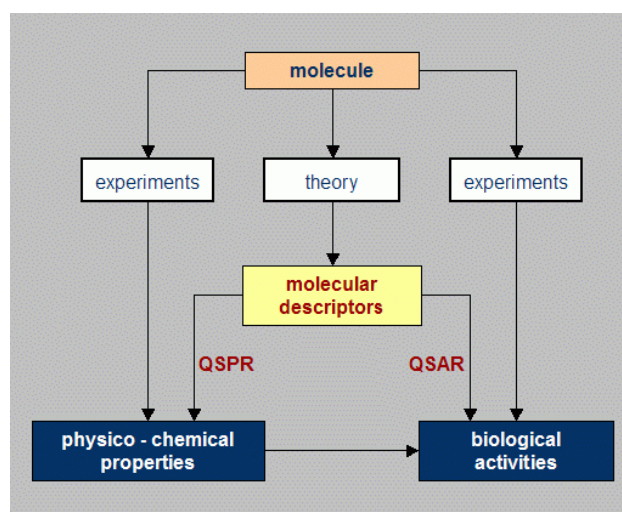 molecule
experiments
theory
experiments
molecular
descriptors
QSPR
QSAR
physico - chemical
properties
biological
activities